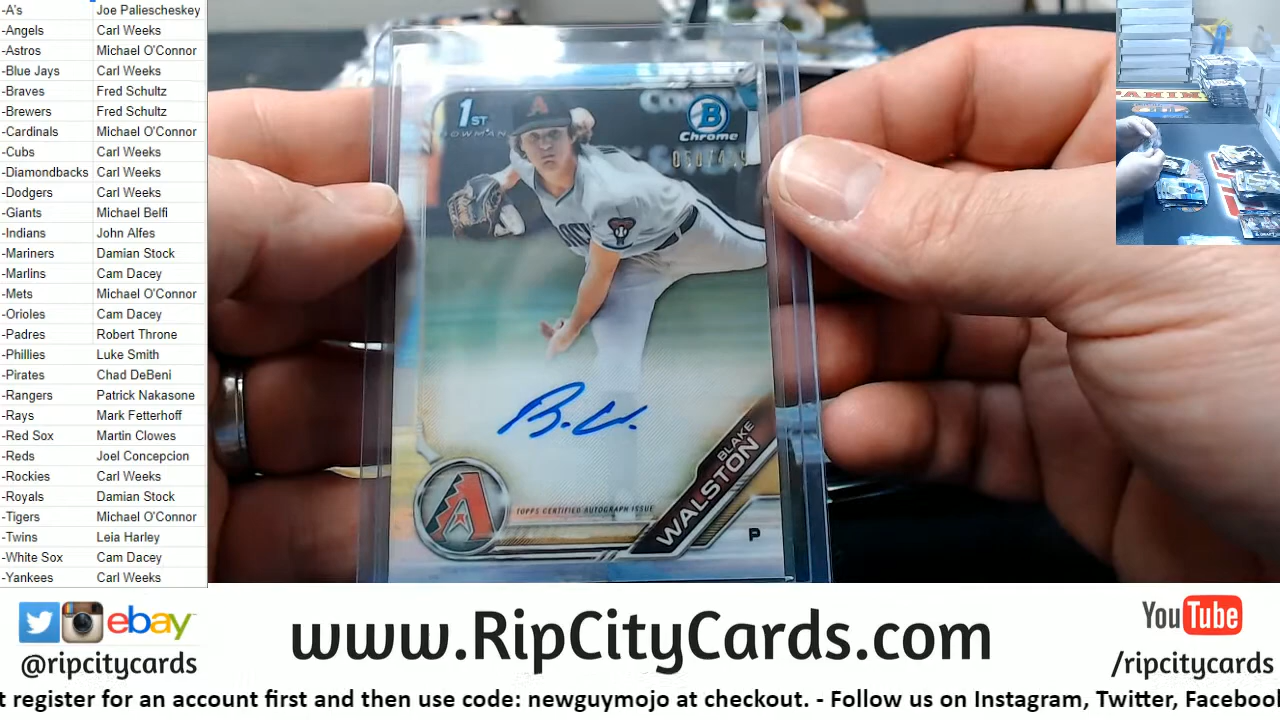 -A's Joe Paliescheskey
-Angels Carl Weeks
-Astros Michael O'Connor
-Blue Jays Carl Weeks
-Braves Fred Schultz
-Brewers Fred Schultz
-Cardinals Michael O'Connor
-Cubs Carl Weeks
-Diamondbacks Carl Weeks
-Dodgers Carl Weeks
-Giants Michael Belfi
-Indians John Alfes
-Mariners Damian Stock
-Marlins Cam Dacey
-Mets Michael O'Connor
-Orioles Cam Dacey
-Padres Robert Throne
-Phillies Luke Smith
-Pirates Chad DeBeni
-Rangers Patrick Nakasone
-Rays Mark Fetterhoff
-Red Sox Martin Clowes
-Reds Joel Concepcion
-Rockies Carl Weeks
-Royals Damian Stock
-Tigers Michael O'Connor
-Twins Leia Harley
-White Sox Cam Dacey
-Yankees Carl Weeks
1ST
BOWMAN
B
Chrome
A
B. W.
BLAKE
WALSTON
TOPPS CERTIFIED AUTOGRAPH ISSUE
P
PANINI
ebay
@ripcitycards
www.RipCityCards.com
YouTube
/ripcitycards
t register for an account first and then use code: newguymojo at checkout. - Follow us on Instagram, Twitter, Facebook